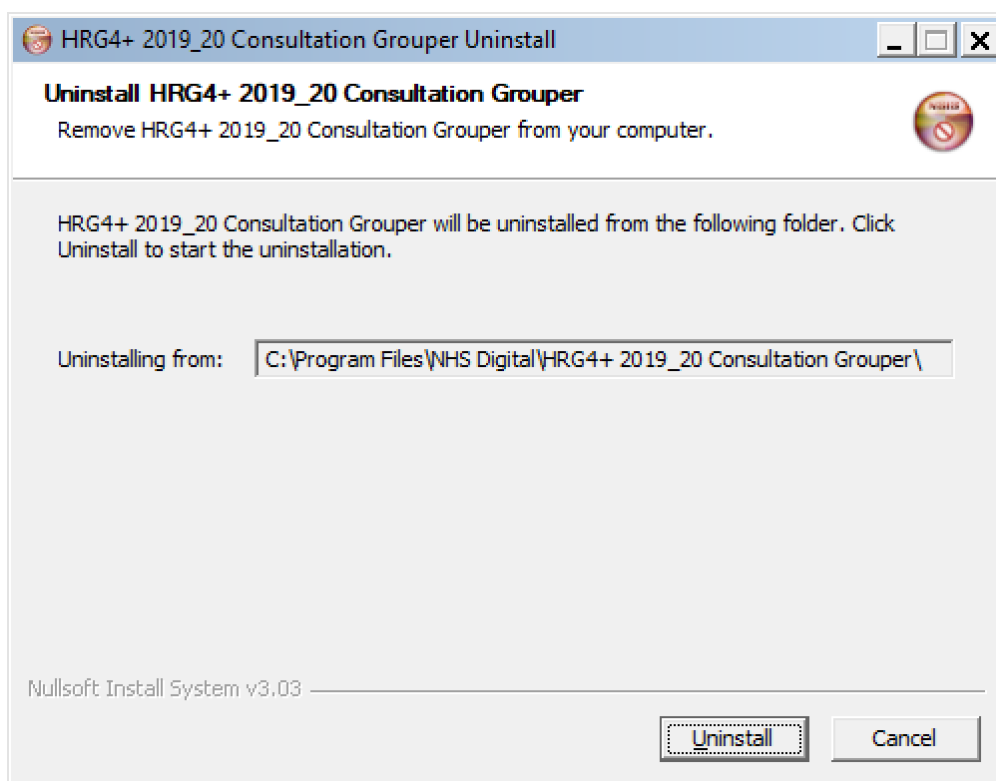 HRG4+ 2019_20 Consultation Grouper Uninstall
Uninstall HRG4+ 2019_20 Consultation Grouper
Remove HRG4+ 2019_20 Consultation Grouper from your computer.
HRG4+ 2019_20 Consultation Grouper will be uninstalled from the following folder. Click
Uninstall to start the uninstallation.
Uninstalling from: C:\Program Files\NHS Digital\HRG4+ 2019_20 Consultation Grouper\
Nullsoft Install System v3.03
Uninstall Cancel